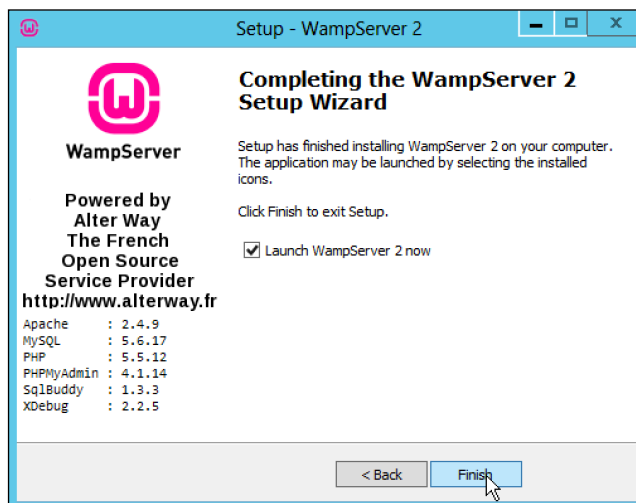 Setup - WampServer 2
WampServer
Powered by
Alter Way
The French
Open Source
Service Provider
http://www.alterway.fr
Apache : 2.4.9
MySQL : 5.6.17
PHP : 5.5.12
PHPMyAdmin : 4.1.14
SqlBuddy : 1.3.3
XDebug : 2.2.5
Completing the WampServer 2
Setup Wizard
Setup has finished installing WampServer 2 on your computer.
The application may be launched by selecting the installed
icons.
Click Finish to exit Setup.
Launch WampServer 2 now
< Back
Finish